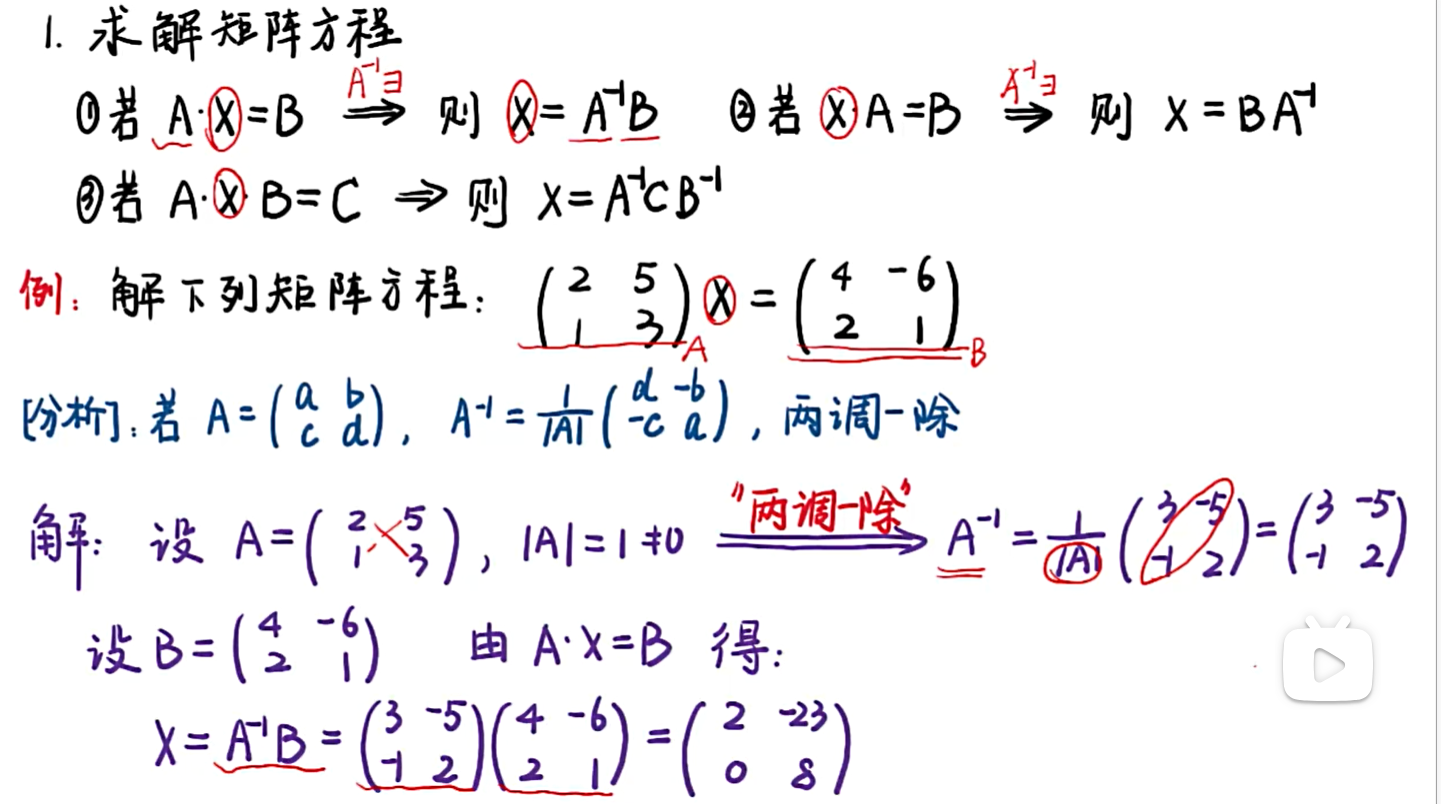 1. 求解矩阵方程
①若 A·X=B ⟹(A⁻¹∃) 则 X=A⁻¹B ②若 XA=B ⟹(A⁻¹∃) 则 X=BA⁻¹
③若 A·X·B=C ⟹ 则 X=A⁻¹CB⁻¹
例: 解下列矩阵方程: (2 5; 1 3)X = (4 -6; 2 1) A B
[分析]: 若 A=(a b; c d), A⁻¹=1/|A|(d -b; -c a), 两调一除
解: 设 A=(2 5; 1 3), |A|=1≠0 ⟹("两调一除") A⁻¹=1/|A|(3 -5; -1 2)=(3 -5; -1 2)
设 B=(4 -6; 2 1) 由 A·X=B 得:
X=A⁻¹B=(3 -5; -1 2)(4 -6; 2 1)=(2 -23; 0 8)